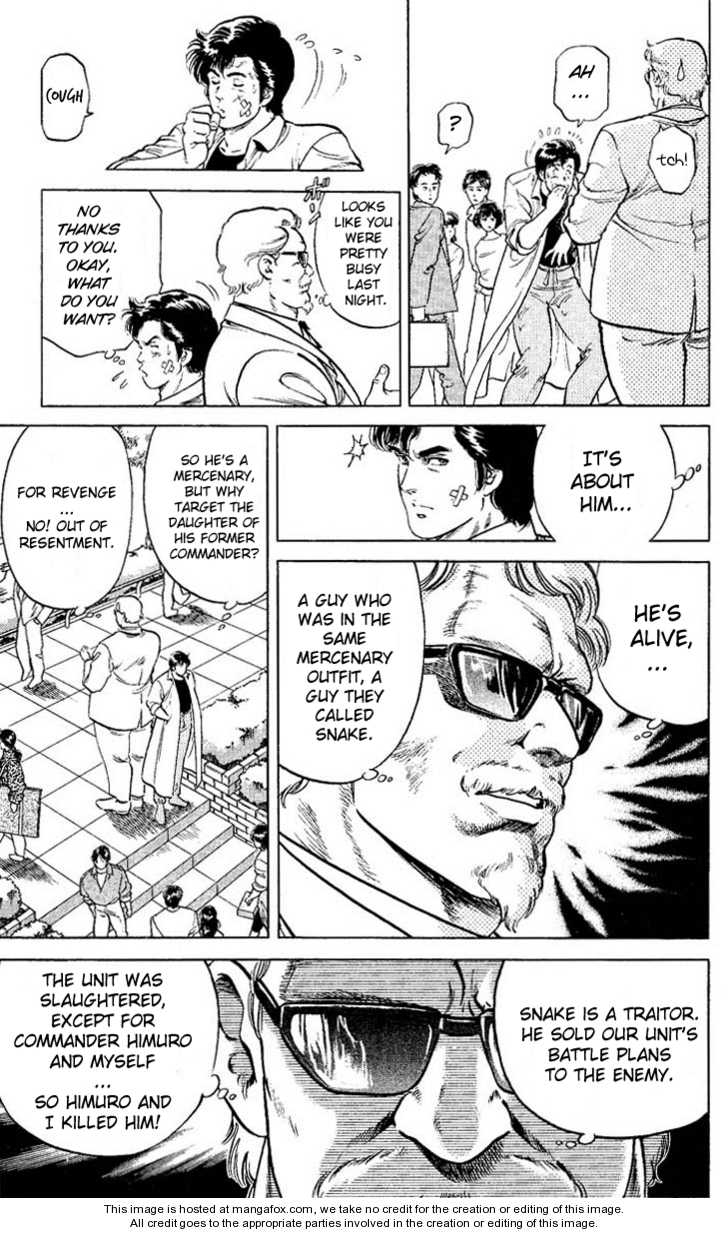 AH
...
tch!
?
COUGH
LOOKS
LIKE YOU
WERE
PRETTY
BUSY
LAST
NIGHT.
ボン
NO
THANKS
TO YOU.
OKAY,
WHAT
DO YOU
WANT?
IT'S
ABOUT
HIM...
SO HE'S A
MERCENARY,
BUT WHY
TARGET THE
DAUGHTER OF
HIS FORMER
COMMANDER?
FOR REVENGE
...
NO! OUT OF
RESENTMENT.
HE'S
ALIVE,
...
A GUY WHO
WAS IN THE
SAME
MERCENARY
OUTFIT, A
GUY THEY
CALLED
SNAKE.
SNAKE IS A TRAITOR.
HE SOLD OUR UNIT'S
BATTLE PLANS
TO THE ENEMY.
THE UNIT WAS
SLAUGHTERED,
EXCEPT FOR
COMMANDER HIMURO
AND MYSELF
...
SO HIMURO AND
I KILLED HIM!
This image is hosted at mangafox.com, we take no credit for the creation or editing of this image.
All credit goes to the appropriate parties involved in the creation or editing of this image.